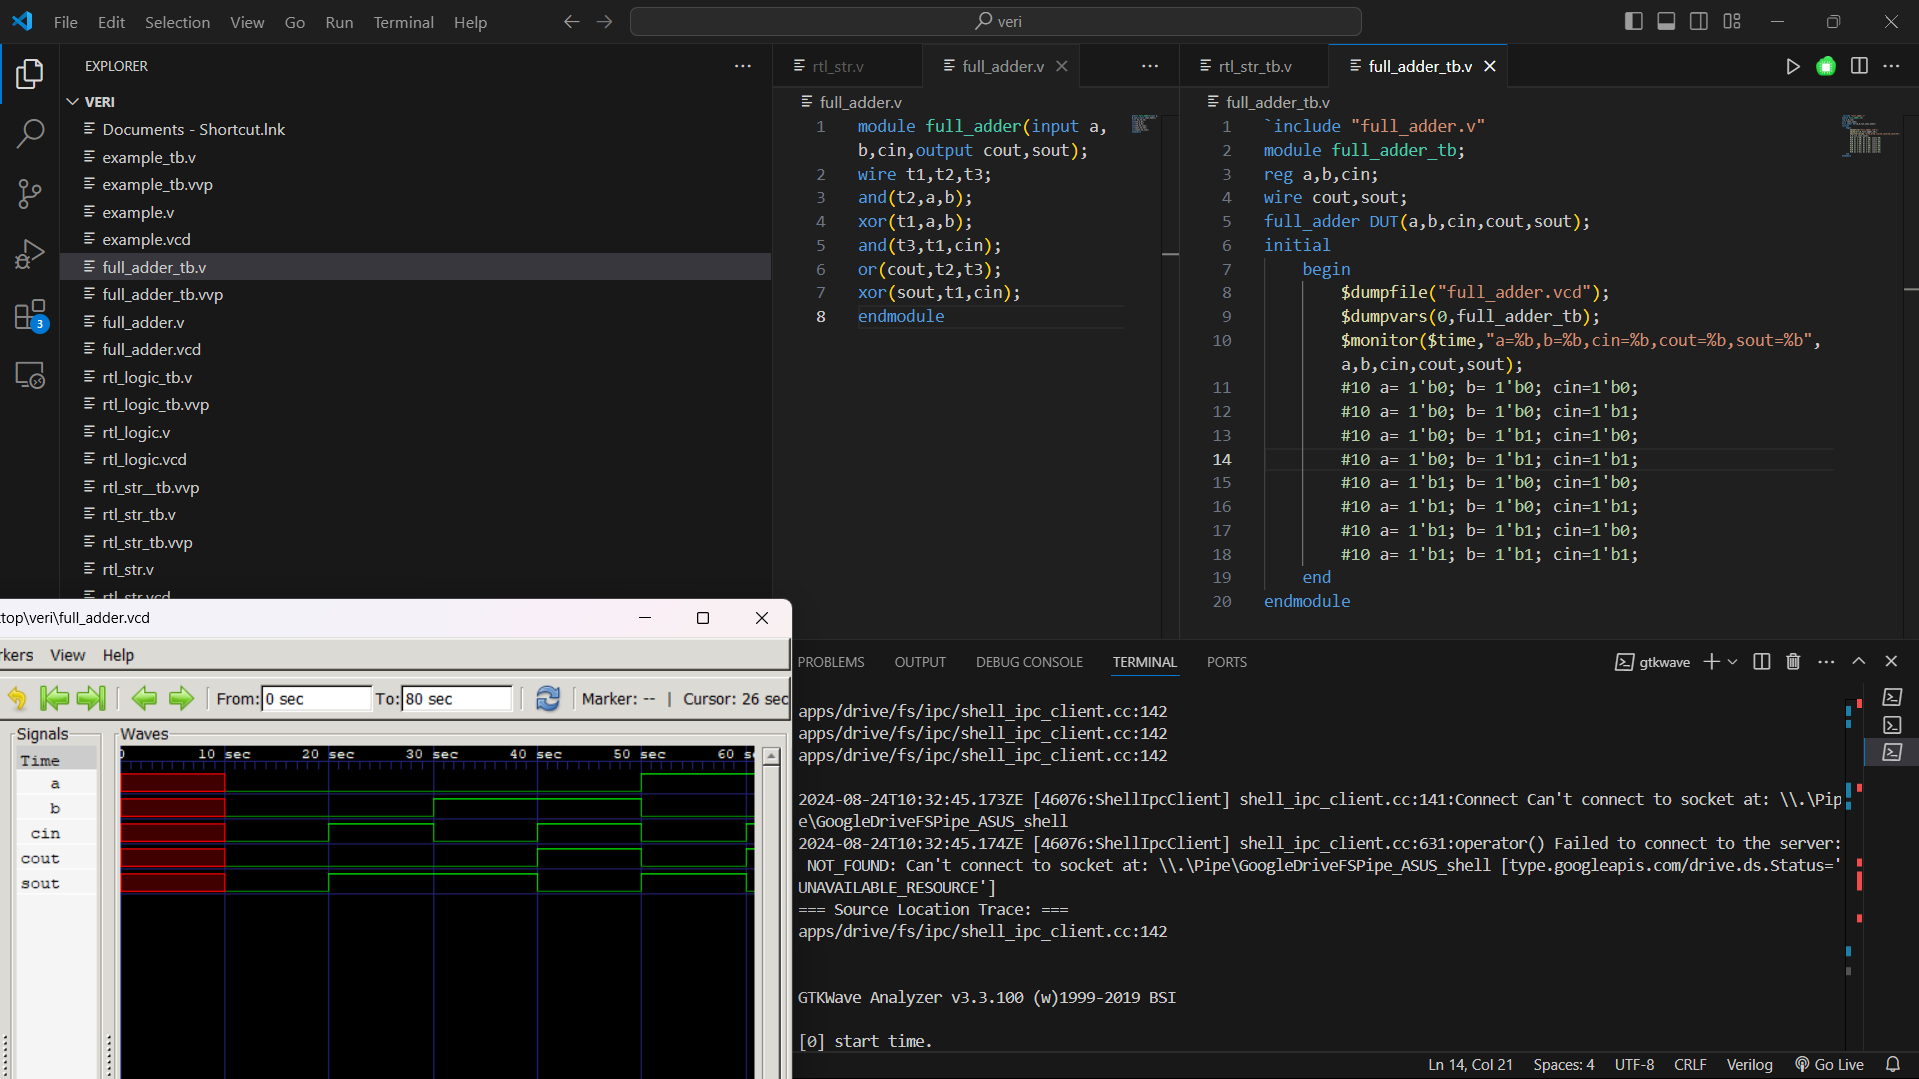 File Edit Selection View Go Run Terminal Help
veri
EXPLORER
VERI
Documents - Shortcut.lnk
example_tb.v
example_tb.vvp
example.v
example.vcd
full_adder_tb.v
full_adder_tb.vvp
full_adder.v
full_adder.vcd
rtl_logic_tb.v
rtl_logic_tb.vvp
rtl_logic.v
rtl_logic.vcd
rtl_str__tb.vvp
rtl_str_tb.v
rtl_str_tb.vvp
rtl_str.v
rtl_str.vcd
3
rtl_str.v
full_adder.v
full_adder.v
1 module full_adder(input a,
b,cin,output cout,sout);
2 wire t1,t2,t3;
3 and(t2,a,b);
4 xor(t1,a,b);
5 and(t3,t1,cin);
6 or(cout,t2,t3);
7 xor(sout,t1,cin);
8 endmodule
rtl_str_tb.v
full_adder_tb.v
full_adder_tb.v
1 `include "full_adder.v"
2 module full_adder_tb;
3 reg a,b,cin;
4 wire cout,sout;
5 full_adder DUT(a,b,cin,cout,sout);
6 initial
7 begin
8 $dumpfile("full_adder.vcd");
9 $dumpvars(0,full_adder_tb);
10 $monitor($time,"a=%b,b=%b,cin=%b,cout=%b,sout=%b",
a,b,cin,cout,sout);
11 #10 a= 1'b0; b= 1'b0; cin=1'b0;
12 #10 a= 1'b0; b= 1'b0; cin=1'b1;
13 #10 a= 1'b0; b= 1'b1; cin=1'b0;
14 #10 a= 1'b0; b= 1'b1; cin=1'b1;
15 #10 a= 1'b1; b= 1'b0; cin=1'b0;
16 #10 a= 1'b1; b= 1'b0; cin=1'b1;
17 #10 a= 1'b1; b= 1'b1; cin=1'b0;
18 #10 a= 1'b1; b= 1'b1; cin=1'b1;
19 end
20 endmodule
top\veri\full_adder.vcd
rkers View Help
From: 0 sec To: 80 sec Marker: -- | Cursor: 26 sec
Signals
Waves
Time
a
b
cin
cout
sout
0 10 sec 20 sec 30 sec 40 sec 50 sec 60 s
PROBLEMS OUTPUT DEBUG CONSOLE TERMINAL PORTS
gtkwave
apps/drive/fs/ipc/shell_ipc_client.cc:142
apps/drive/fs/ipc/shell_ipc_client.cc:142
apps/drive/fs/ipc/shell_ipc_client.cc:142
2024-08-24T10:32:45.173ZE [46076:ShellIpcClient] shell_ipc_client.cc:141:Connect Can't connect to socket at: \\.\Pip
e\GoogleDriveFSPipe_ASUS_shell
2024-08-24T10:32:45.174ZE [46076:ShellIpcClient] shell_ipc_client.cc:631:operator() Failed to connect to the server:
NOT_FOUND: Can't connect to socket at: \\.\Pipe\GoogleDriveFSPipe_ASUS_shell [type.googleapis.com/drive.ds.Status='
UNAVAILABLE_RESOURCE']
=== Source Location Trace: ===
apps/drive/fs/ipc/shell_ipc_client.cc:142
GTKWave Analyzer v3.3.100 (w)1999-2019 BSI
[0] start time.
Ln 14, Col 21 Spaces: 4 UTF-8 CRLF Verilog Go Live